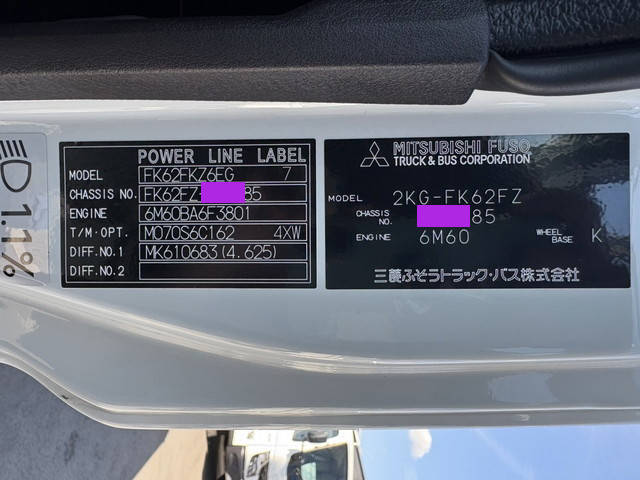 1.1%
POWER LINE LABEL
MODEL FK62FKZ6EG 7
CHASSIS NO. FK62FZ- 85
ENGINE 6M60BA6F3801
T/M·OPT. M070S6C162 4XW
DIFF.NO.1 MK610683(4.625)
DIFF.NO.2
MITSUBISHI FUSO
TRUCK & BUS CORPORATION
MODEL 2KG-FK62FZ
CHASSIS NO. 85
ENGINE 6M60 WHEEL BASE K
三菱ふそうトラック・バス株式会社